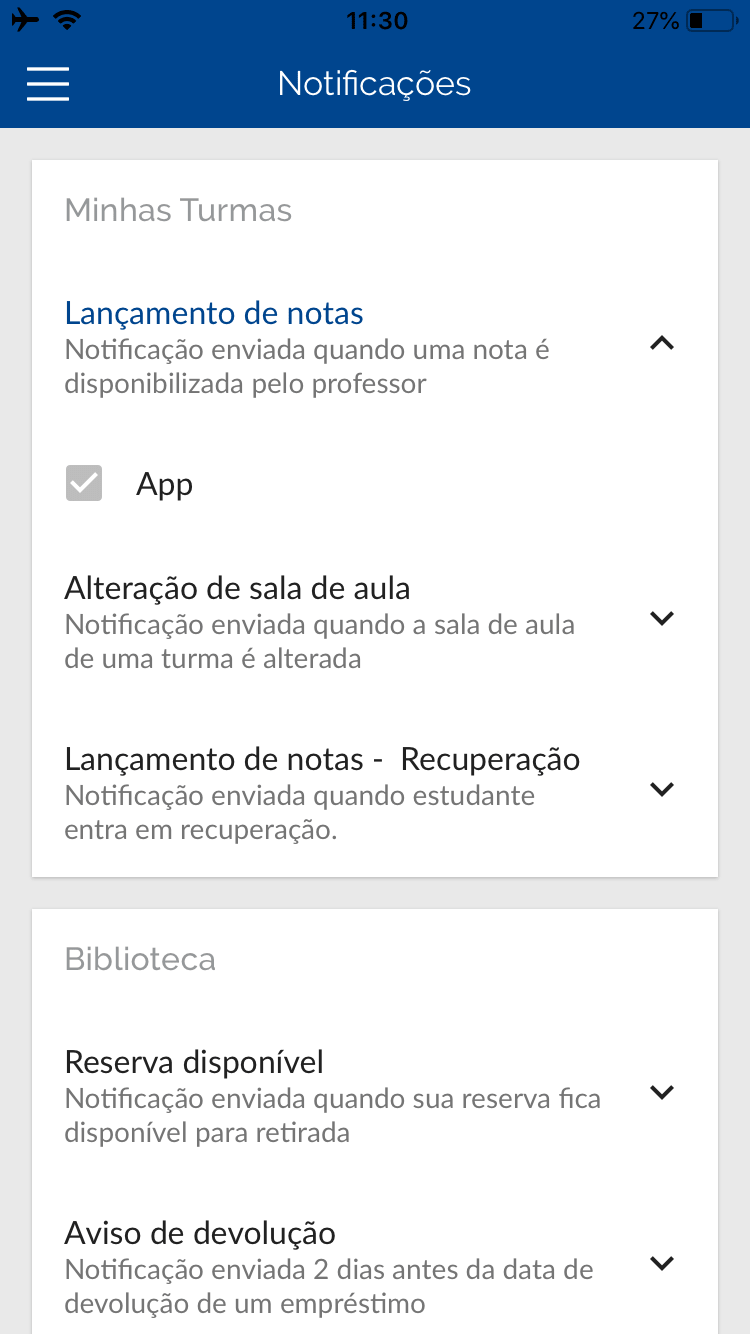 11:30
27%
Notificações
Minhas Turmas
Lançamento de notas
Notificação enviada quando uma nota é
disponibilizada pelo professor
App
Alteração de sala de aula
Notificação enviada quando a sala de aula
de uma turma é alterada
Lançamento de notas -  Recuperação
Notificação enviada quando estudante
entra em recuperação.
Biblioteca
Reserva disponível
Notificação enviada quando sua reserva fica
disponível para retirada
Aviso de devolução
Notificação enviada 2 dias antes da data de
devolução de um empréstimo